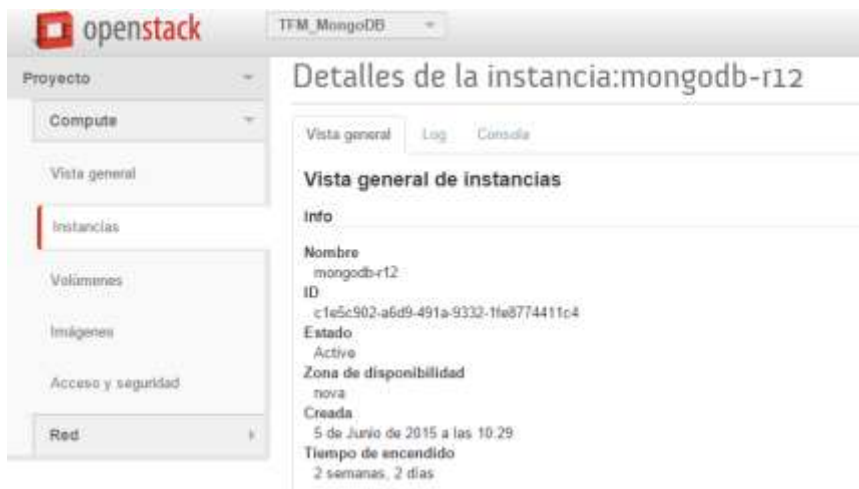 openstack
TFM_MongoDB
Proyecto
Compute
Vista general
Instancias
Volúmenes
Imágenes
Acceso y seguridad
Red
Detalles de la instancia:mongodb-r12
Vista general Log Consola
Vista general de instancias
Info
Nombre
mongodb-r12
ID
c1e5c902-a6d9-491a-9332-1fe8774411c4
Estado
Active
Zona de disponibilidad
nova
Creada
5 de Junio de 2015 a las 10:29
Tiempo de encendido
2 semanas, 2 días